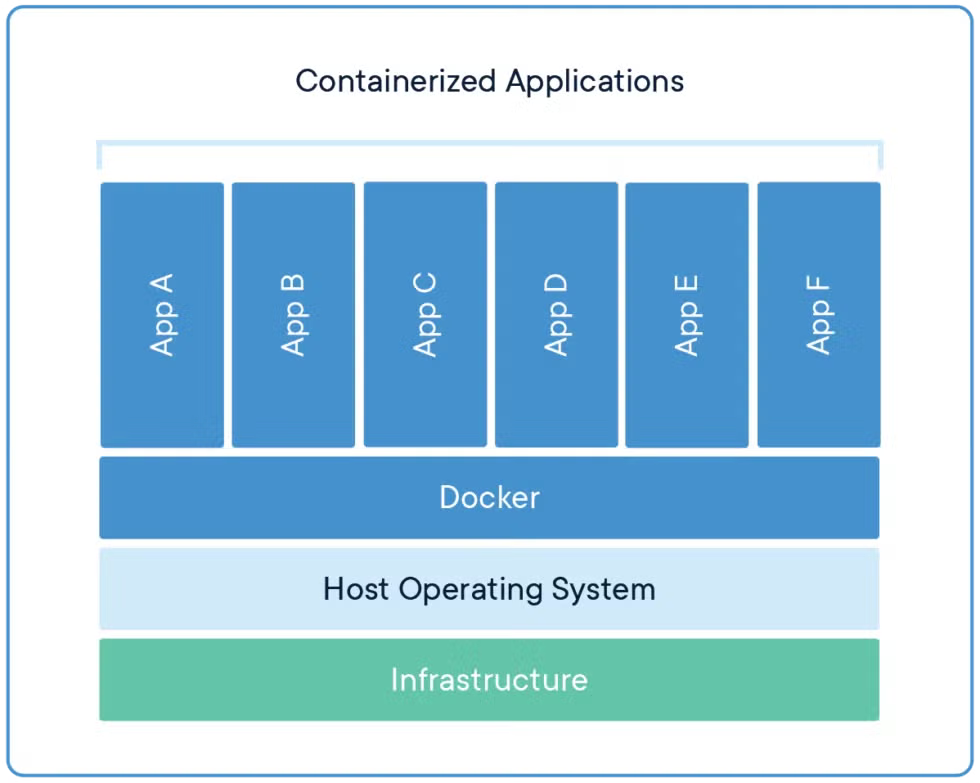 Containerized Applications
App A
App B
App C
App D
App E
App F
Docker
Host Operating System
Infrastructure